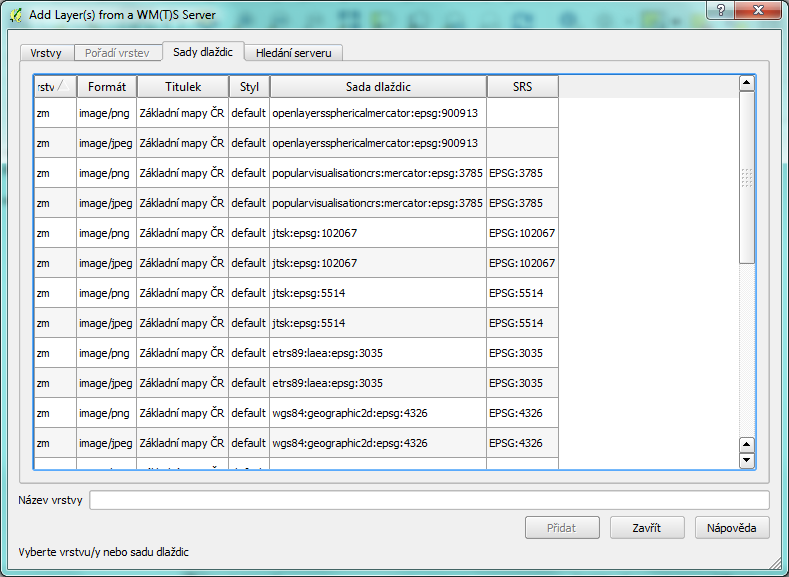 Add Layer(s) from a WM(T)S Server
Vrstvy Pořadí vrstev Sady dlaždic Hledání serveru
rstv Formát Titulek Styl Sada dlaždic SRS
zm image/png Základní mapy ČR default openlayerssphericalmercator:epsg:900913
zm image/jpeg Základní mapy ČR default openlayerssphericalmercator:epsg:900913
zm image/png Základní mapy ČR default popularvisualisationcrs:mercator:epsg:3785 EPSG:3785
zm image/jpeg Základní mapy ČR default popularvisualisationcrs:mercator:epsg:3785 EPSG:3785
zm image/png Základní mapy ČR default jtsk:epsg:102067 EPSG:102067
zm image/jpeg Základní mapy ČR default jtsk:epsg:102067 EPSG:102067
zm image/png Základní mapy ČR default jtsk:epsg:5514 EPSG:5514
zm image/jpeg Základní mapy ČR default jtsk:epsg:5514 EPSG:5514
zm image/png Základní mapy ČR default etrs89:laea:epsg:3035 EPSG:3035
zm image/jpeg Základní mapy ČR default etrs89:laea:epsg:3035 EPSG:3035
zm image/png Základní mapy ČR default wgs84:geographic2d:epsg:4326 EPSG:4326
zm image/jpeg Základní mapy ČR default wgs84:geographic2d:epsg:4326 EPSG:4326
Název vrstvy
Přidat Zavřít Nápověda
Vyberte vrstvu/y nebo sadu dlaždic